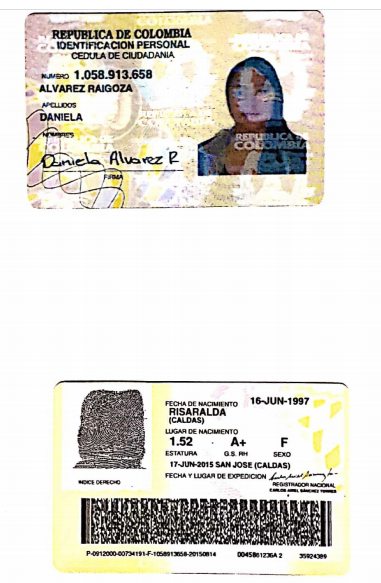 REPUBLICA DE COLOMBIA
IDENTIFICACION PERSONAL
CEDULA DE CIUDADANIA
NUMERO 1.058.913.658
ALVAREZ RAIGOZA
APELLIDOS
DANIELA
NOMBRES
Daniela Alvarez R
FIRMA
REPUBLICA DE
COLOMBIA
FECHA DE NACIMIENTO 16-JUN-1997
RISARALDA
(CALDAS)
LUGAR DE NACIMIENTO
1.52 A+ F
ESTATURA G.S. RH SEXO
17-JUN-2015 SAN JOSE (CALDAS)
FECHA Y LUGAR DE EXPEDICION
INDICE DERECHO
REGISTRADOR NACIONAL
CARLOS ARIEL SÁNCHEZ TORRES
P-0912000-00734191-F-1058913658-20150814 0045861236A 2 35924389